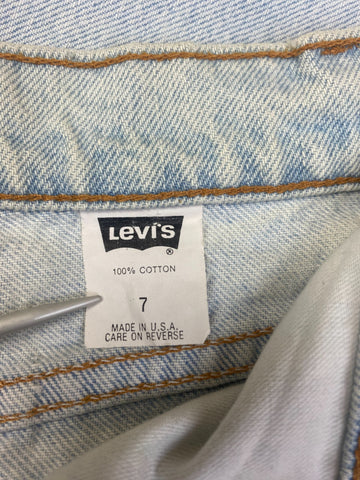 Levi's
®
100% COTTON
7
MADE IN U.S.A.
CARE ON REVERSE